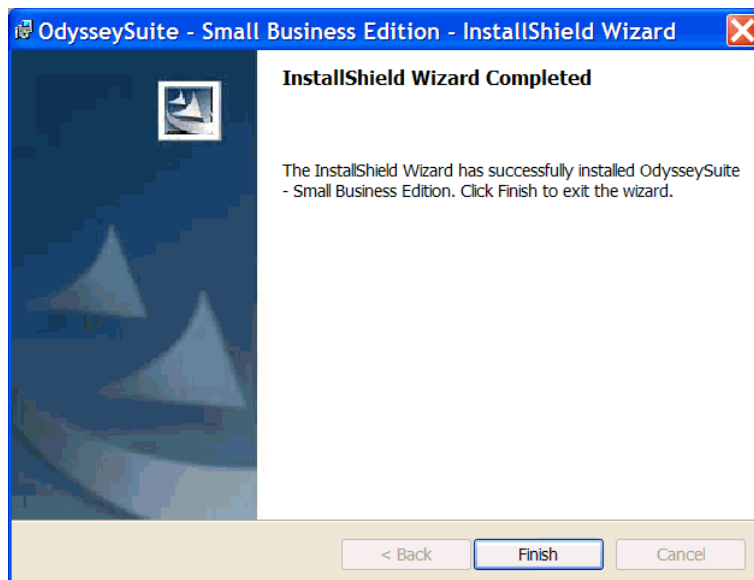 OdysseySuite - Small Business Edition - InstallShield Wizard
InstallShield Wizard Completed
The InstallShield Wizard has successfully installed OdysseySuite
- Small Business Edition. Click Finish to exit the wizard.
< Back
Finish
Cancel